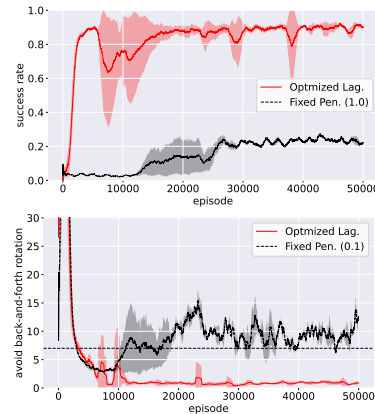 1.0
0.8
0.6
0.4
0.2
0.0
success rate
Optmized Lag.
Fixed Pen. (1.0)
0 10000 20000 30000 40000 50000
episode
30
25
20
15
10
5
0
avoid back-and-forth rotation
Optimized Lag.
Fixed Pen. (0.1)
0 10000 20000 30000 40000 50000
episode